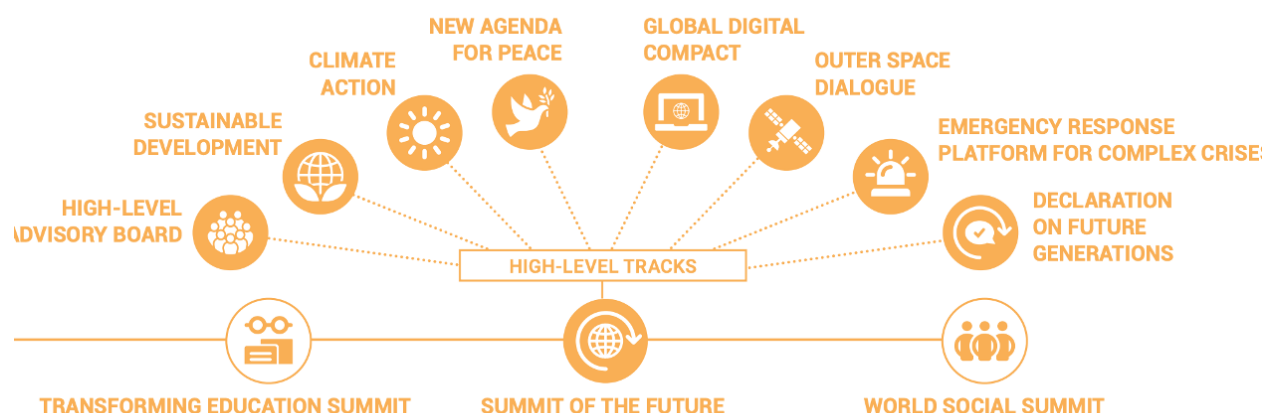 NEW AGENDA
FOR PEACE
GLOBAL DIGITAL
COMPACT
CLIMATE
ACTION
OUTER SPACE
DIALOGUE
SUSTAINABLE
DEVELOPMENT
EMERGENCY RESPONSE
PLATFORM FOR COMPLEX CRISES
HIGH-LEVEL
ADVISORY BOARD
DECLARATION
ON FUTURE
GENERATIONS
HIGH-LEVEL TRACKS
TRANSFORMING EDUCATION SUMMIT
SUMMIT OF THE FUTURE
WORLD SOCIAL SUMMIT